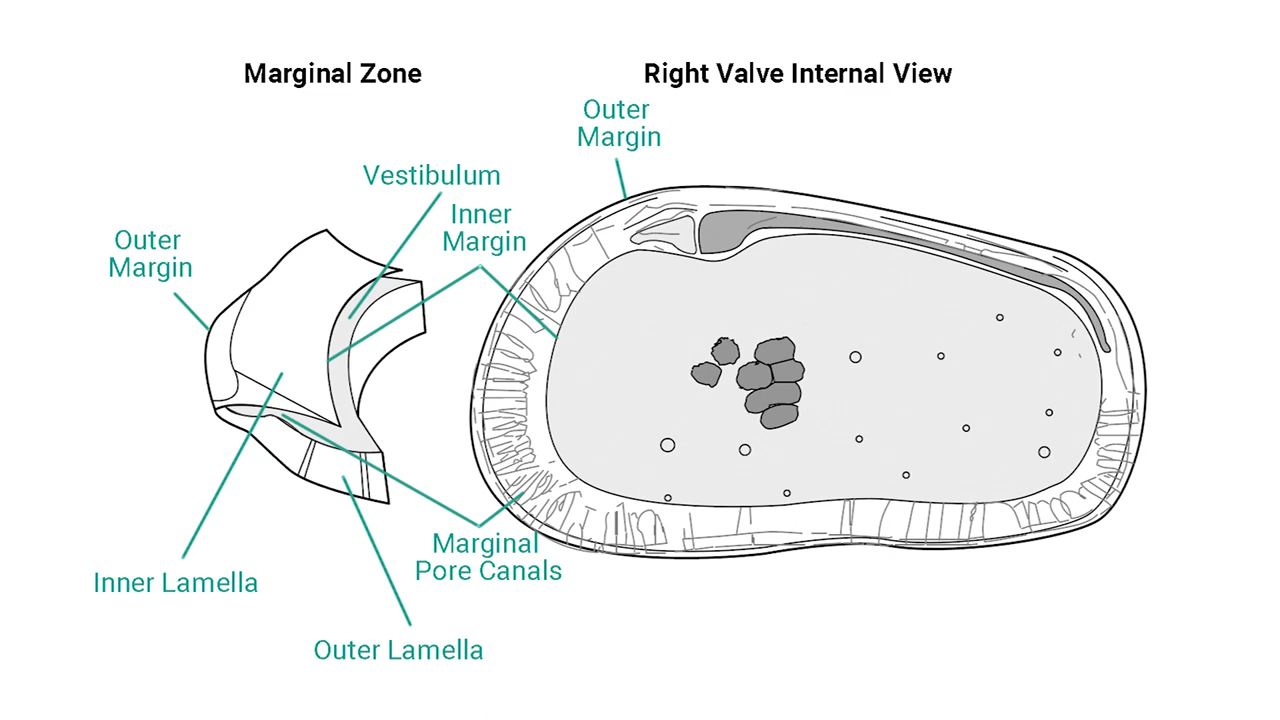 Marginal Zone
Right Valve Internal View
Outer
Margin
Vestibulum
Inner
Margin
Outer
Margin
Marginal
Pore Canals
Inner Lamella
Outer Lamella